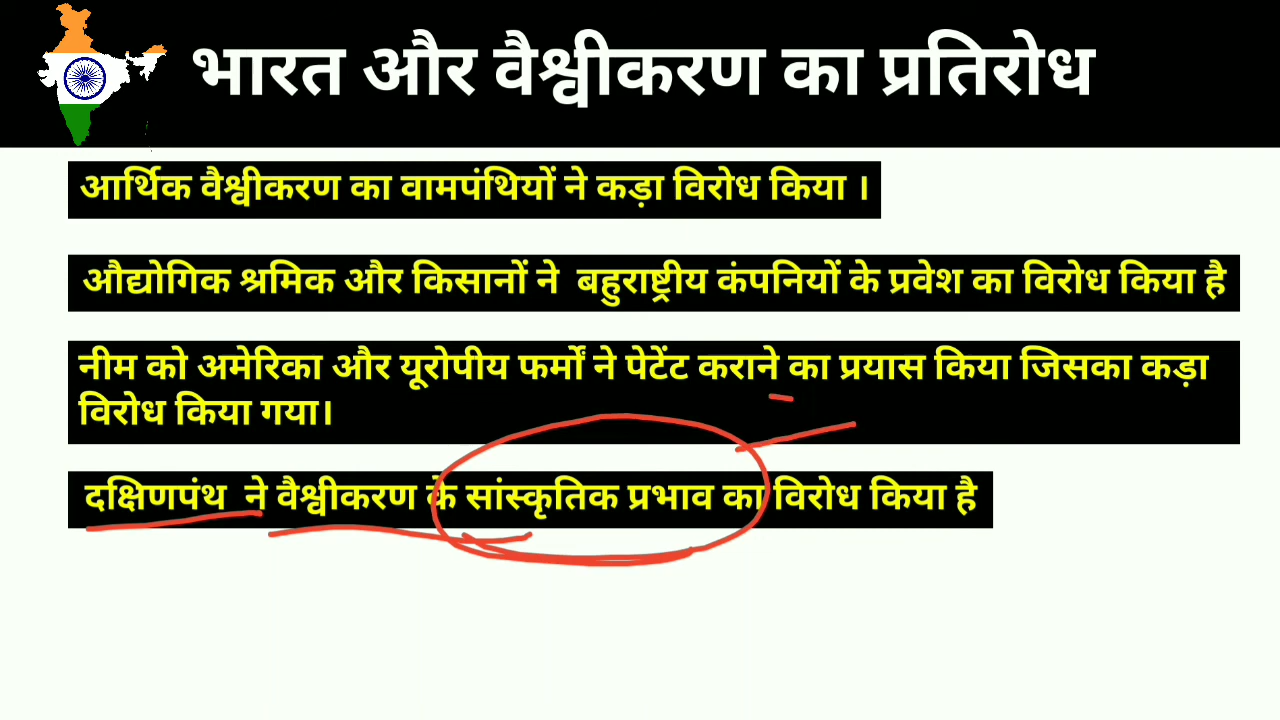 भारत और वैश्वीकरण का प्रतिरोध
आर्थिक वैश्वीकरण का वामपंथियों ने कड़ा विरोध किया ।
औद्योगिक श्रमिक और किसानों ने बहुराष्ट्रीय कंपनियों के प्रवेश का विरोध किया है
नीम को अमेरिका और यूरोपीय फर्मों ने पेटेंट कराने का प्रयास किया जिसका कड़ा
विरोध किया गया।
दक्षिणपंथ ने वैश्वीकरण के सांस्कृतिक प्रभाव का विरोध किया है